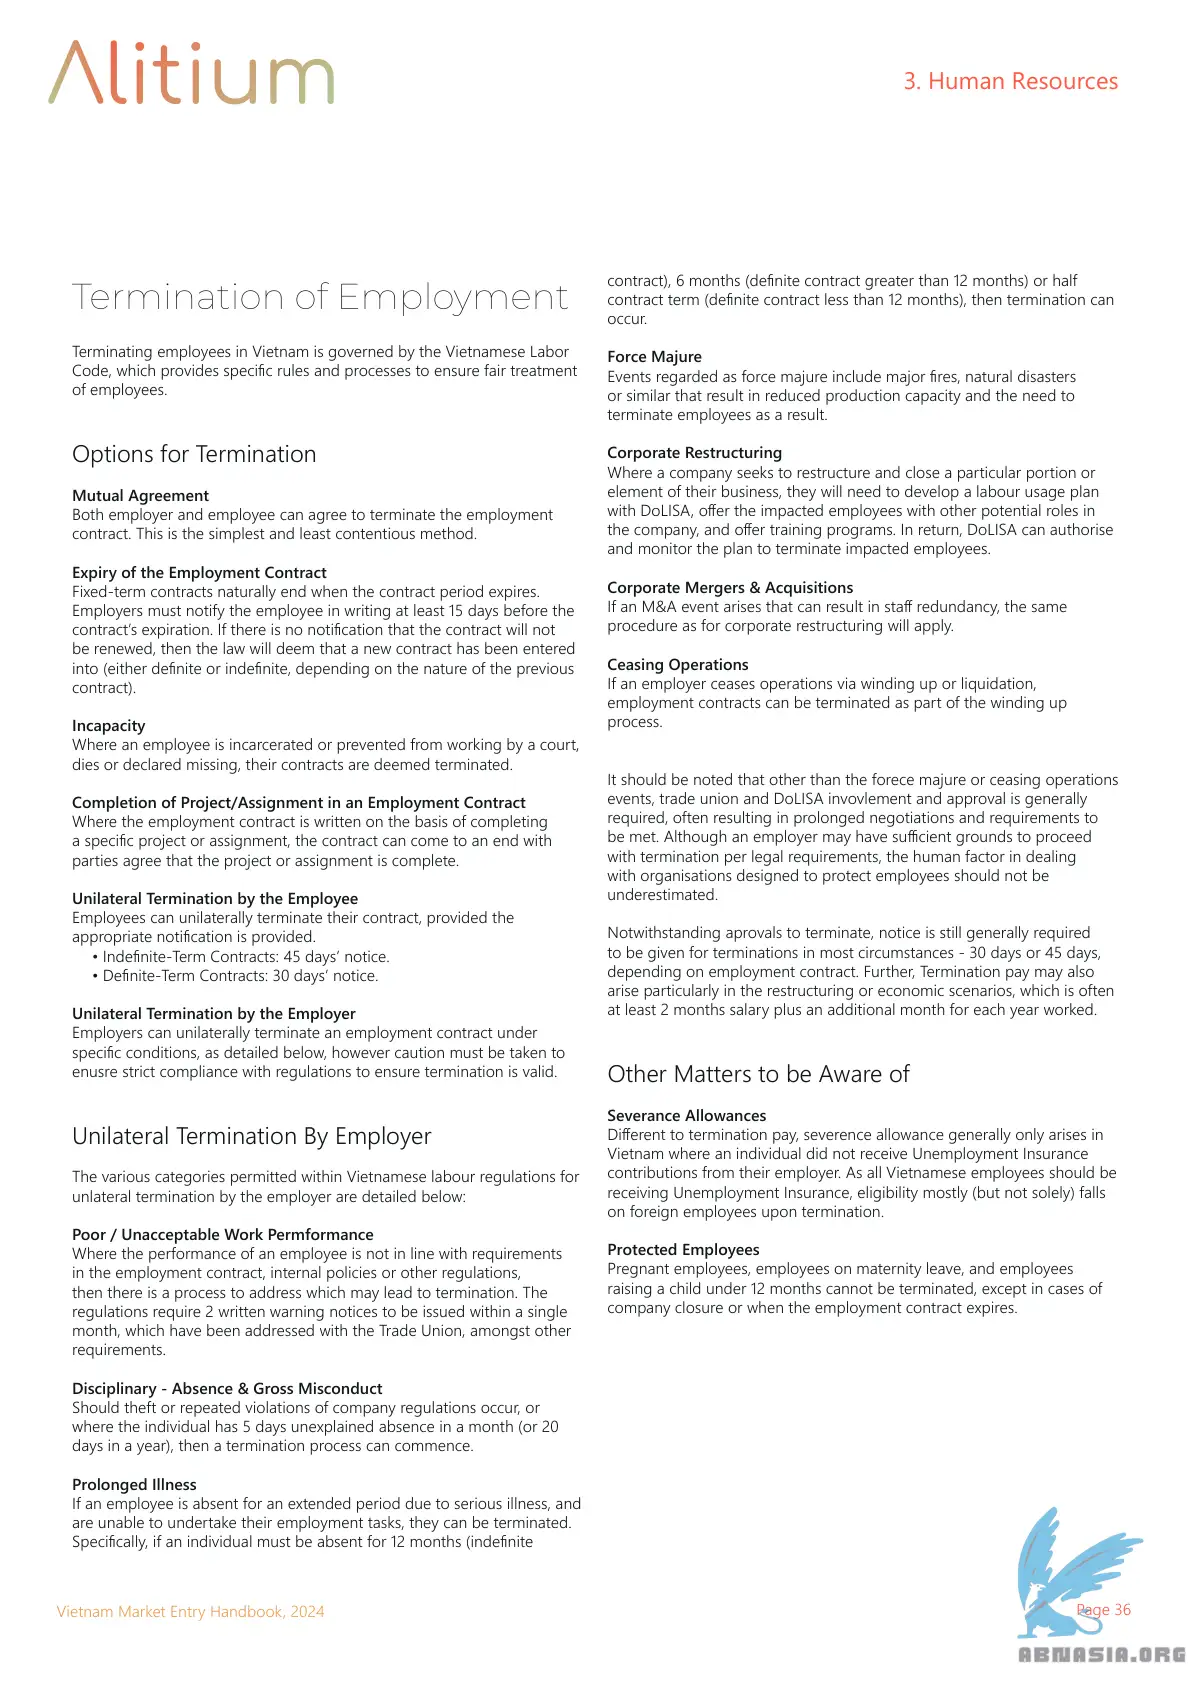 Alitium
3. Human Resources
Termination of Employment
Terminating employees in Vietnam is governed by the Vietnamese Labor
Code, which provides specific rules and processes to ensure fair treatment
of employees.
Options for Termination
Mutual Agreement
Both employer and employee can agree to terminate the employment
contract. This is the simplest and least contentious method.
Expiry of the Employment Contract
Fixed-term contracts naturally end when the contract period expires.
Employers must notify the employee in writing at least 15 days before the
contract's expiration. If there is no notification that the contract will not
be renewed, then the law will deem that a new contract has been entered
into (either definite or indefinite, depending on the nature of the previous
contract).
Incapacity
Where an employee is incarcerated or prevented from working by a court,
dies or declared missing, their contracts are deemed terminated.
Completion of Project/Assignment in an Employment Contract
Where the employment contract is written on the basis of completing
a specific project or assignment, the contract can come to an end with
parties agree that the project or assignment is complete.
Unilateral Termination by the Employee
Employees can unilaterally terminate their contract, provided the
appropriate notification is provided.
• Indefinite-Term Contracts: 45 days' notice.
• Definite-Term Contracts: 30 days' notice.
Unilateral Termination by the Employer
Employers can unilaterally terminate an employment contract under
specific conditions, as detailed below, however caution must be taken to
enusre strict compliance with regulations to ensure termination is valid.
Unilateral Termination By Employer
The various categories permitted within Vietnamese labour regulations for
unlateral termination by the employer are detailed below:
Poor / Unacceptable Work Permformance
Where the performance of an employee is not in line with requirements
in the employment contract, internal policies or other regulations,
then there is a process to address which may lead to termination. The
regulations require 2 written warning notices to be issued within a single
month, which have been addressed with the Trade Union, amongst other
requirements.
Disciplinary - Absence & Gross Misconduct
Should theft or repeated violations of company regulations occur, or
where the individual has 5 days unexplained absence in a month (or 20
days in a year), then a termination process can commence.
Prolonged Illness
If an employee is absent for an extended period due to serious illness, and
are unable to undertake their employment tasks, they can be terminated.
Specifically, if an individual must be absent for 12 months (indefinite
contract), 6 months (definite contract greater than 12 months) or half
contract term (definite contract less than 12 months), then termination can
occur.
Force Majure
Events regarded as force majure include major fires, natural disasters
or similar that result in reduced production capacity and the need to
terminate employees as a result.
Corporate Restructuring
Where a company seeks to restructure and close a particular portion or
element of their business, they will need to develop a labour usage plan
with DoLISA, offer the impacted employees with other potential roles in
the company, and offer training programs. In return, DoLISA can authorise
and monitor the plan to terminate impacted employees.
Corporate Mergers & Acquisitions
If an M&A event arises that can result in staff redundancy, the same
procedure as for corporate restructuring will apply.
Ceasing Operations
If an employer ceases operations via winding up or liquidation,
employment contracts can be terminated as part of the winding up
process.
It should be noted that other than the forece majure or ceasing operations
events, trade union and DoLISA invovlement and approval is generally
required, often resulting in prolonged negotiations and requirements to
be met. Although an employer may have sufficient grounds to proceed
with termination per legal requirements, the human factor in dealing
with organisations designed to protect employees should not be
underestimated.
Notwithstanding aprovals to terminate, notice is still generally required
to be given for terminations in most circumstances - 30 days or 45 days,
depending on employment contract. Further, Termination pay may also
arise particularly in the restructuring or economic scenarios, which is often
at least 2 months salary plus an additional month for each year worked.
Other Matters to be Aware of
Severance Allowances
Different to termination pay, severence allowance generally only arises in
Vietnam where an individual did not receive Unemployment Insurance
contributions from their employer. As all Vietnamese employees should be
receiving Unemployment Insurance, eligibility mostly (but not solely) falls
on foreign employees upon termination.
Protected Employees
Pregnant employees, employees on maternity leave, and employees
raising a child under 12 months cannot be terminated, except in cases of
company closure or when the employment contract expires.
Vietnam Market Entry Handbook, 2024
Page 36
ABNASIA.ORG